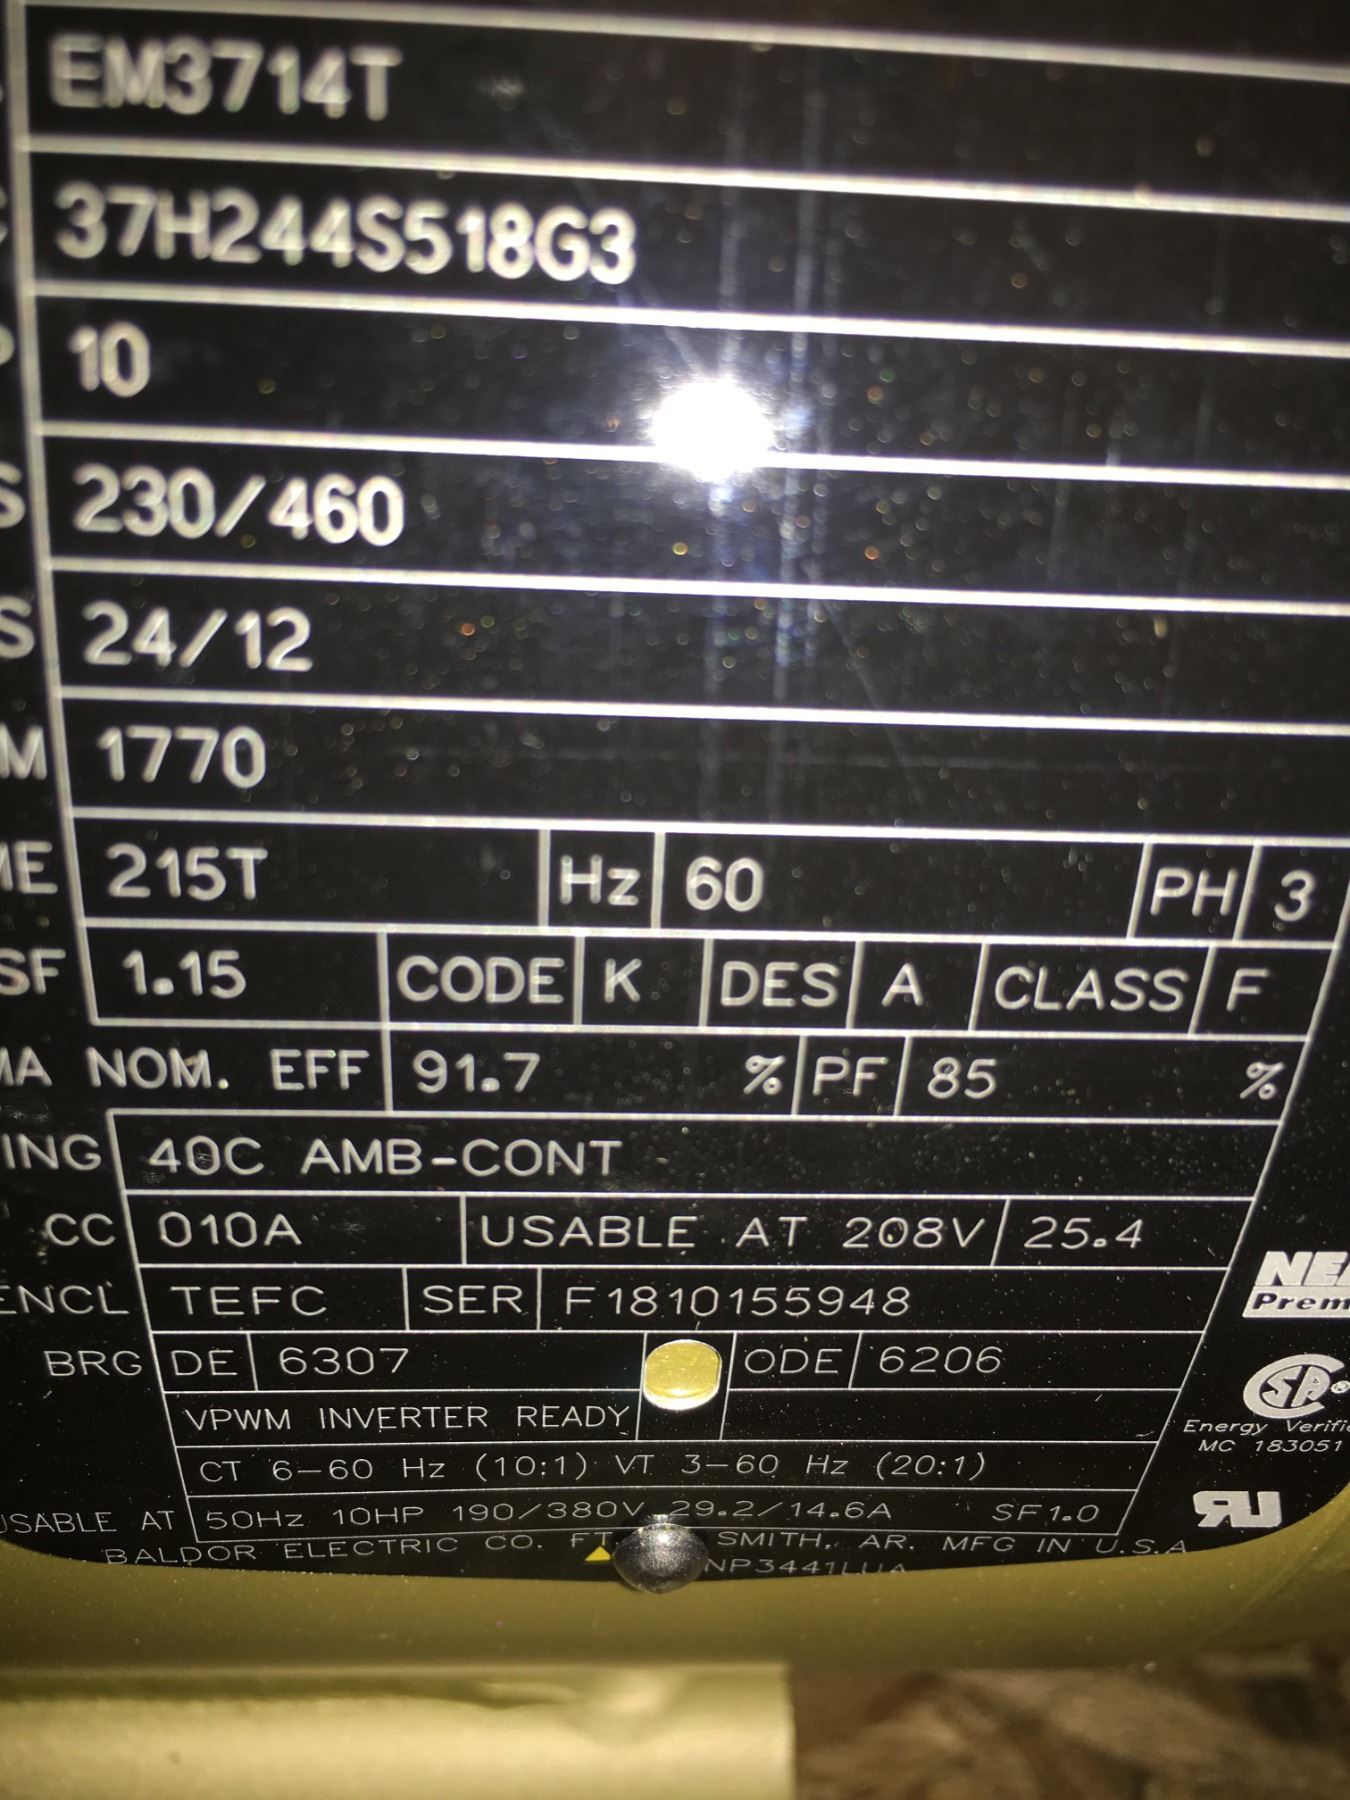 EM3714T
37H244S518G3
10
230/460
24/12
M 1770
215T Hz 60 PH 3
SF 1.15 CODE K DES A CLASS F
NOM. EFF 91.7 % PF 85 %
40C AMB-CONT
CC 010A USABLE AT 208V 25.4
ENCL TEFC SER F1810155948
BRG DE 6307 ODE 6206
VPWM INVERTER READY
CT 6-60 Hz (10:1) VT 3-60 Hz (20:1)
USABLE AT 50Hz 10HP 190/380V 29.2/14.6A SF1.0
BALDOR ELECTRIC CO. FT. SMITH, AR. MFG IN U.S.A
NP3441LUA
Prem
Energy Verifi
MC 183051